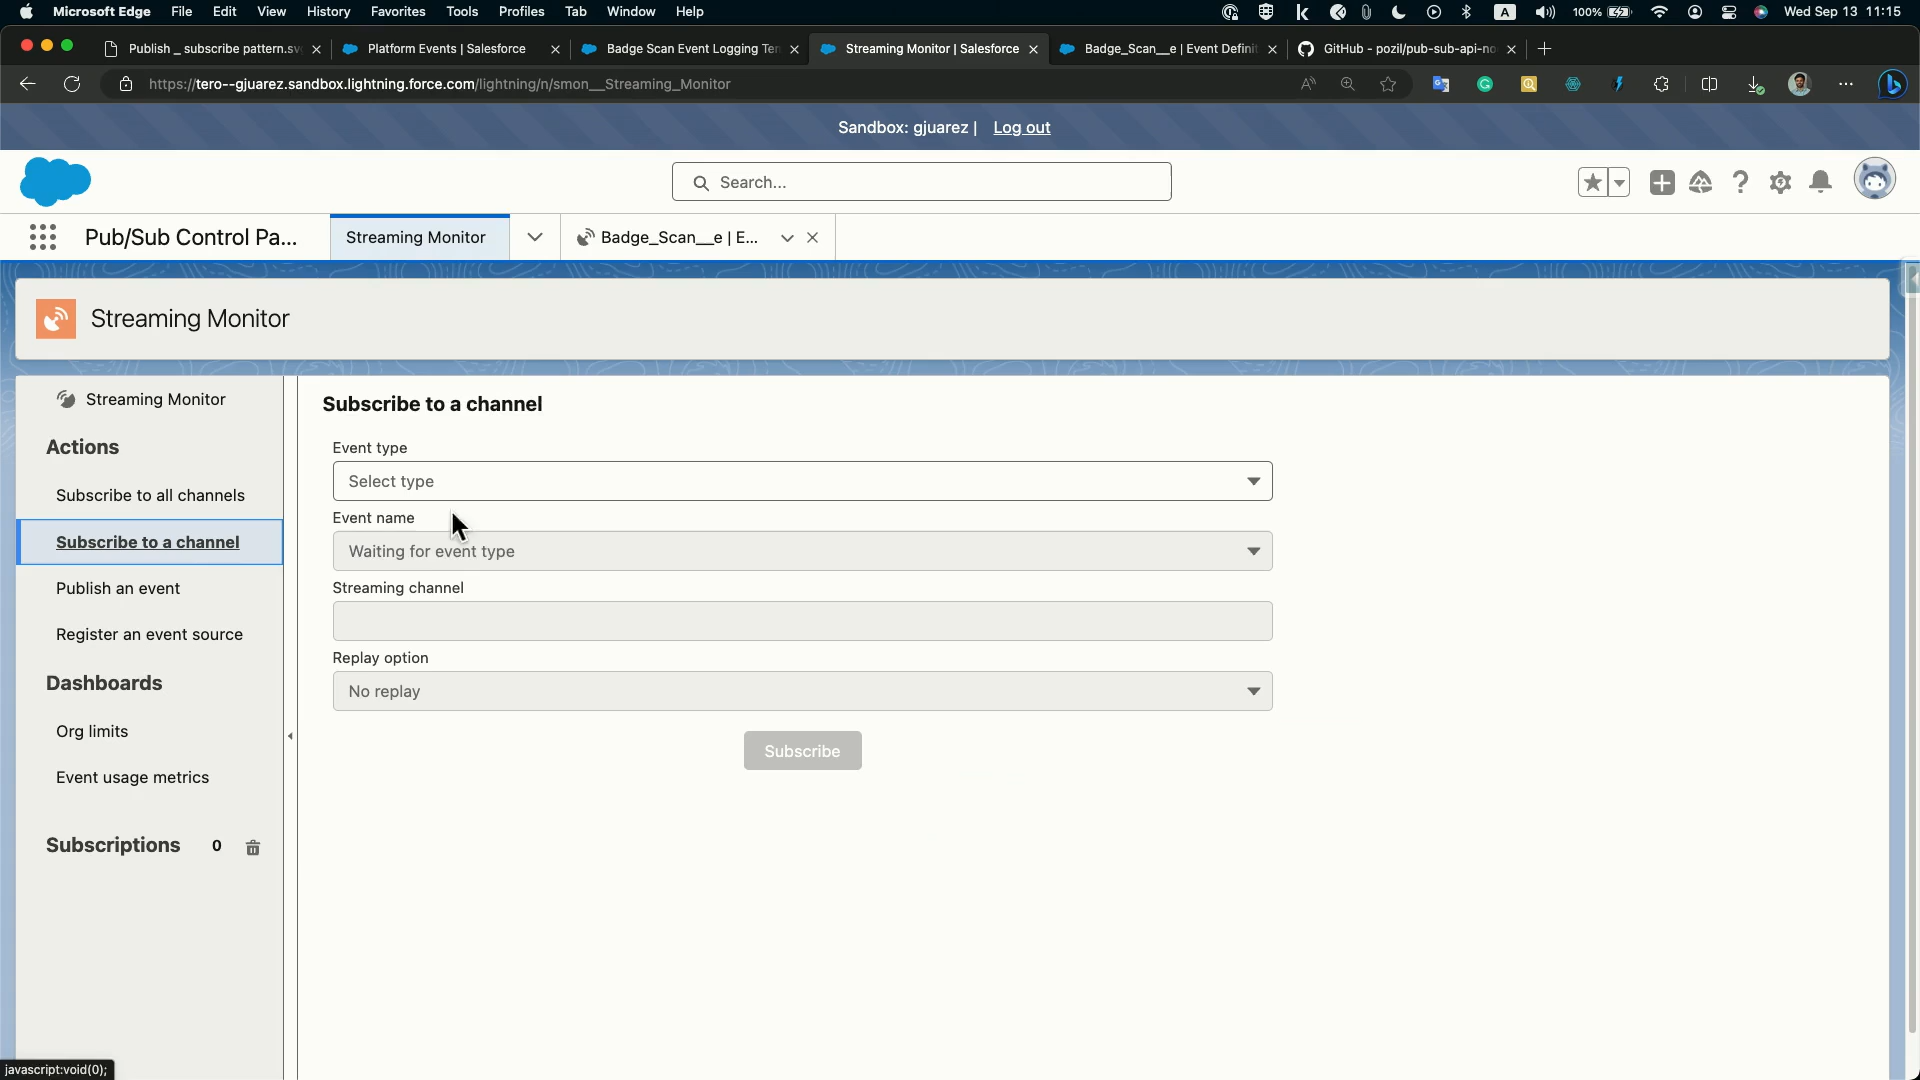 Microsoft Edge File Edit View History Favorites Tools Profiles Tab Window Help A 100% Wed Sep 13 11:15
Publish _ subscribe pattern.sv Platform Events | Salesforce Badge Scan Event Logging Ten Streaming Monitor | Salesforce Badge_Scan__e | Event Definit GitHub - pozil/pub-sub-api-no
https://tero--gjuarez.sandbox.lightning.force.com/lightning/n/smon__Streaming_Monitor
Sandbox: gjuarez | Log out
Search...
Pub/Sub Control Pa... Streaming Monitor Badge_Scan__e | E...
Streaming Monitor
Streaming Monitor
Actions
Subscribe to all channels
Subscribe to a channel
Publish an event
Register an event source
Dashboards
Org limits
Event usage metrics
Subscriptions 0
Subscribe to a channel
Event type
Select type
Event name
Waiting for event type
Streaming channel
Replay option
No replay
Subscribe
javascript:void(0);